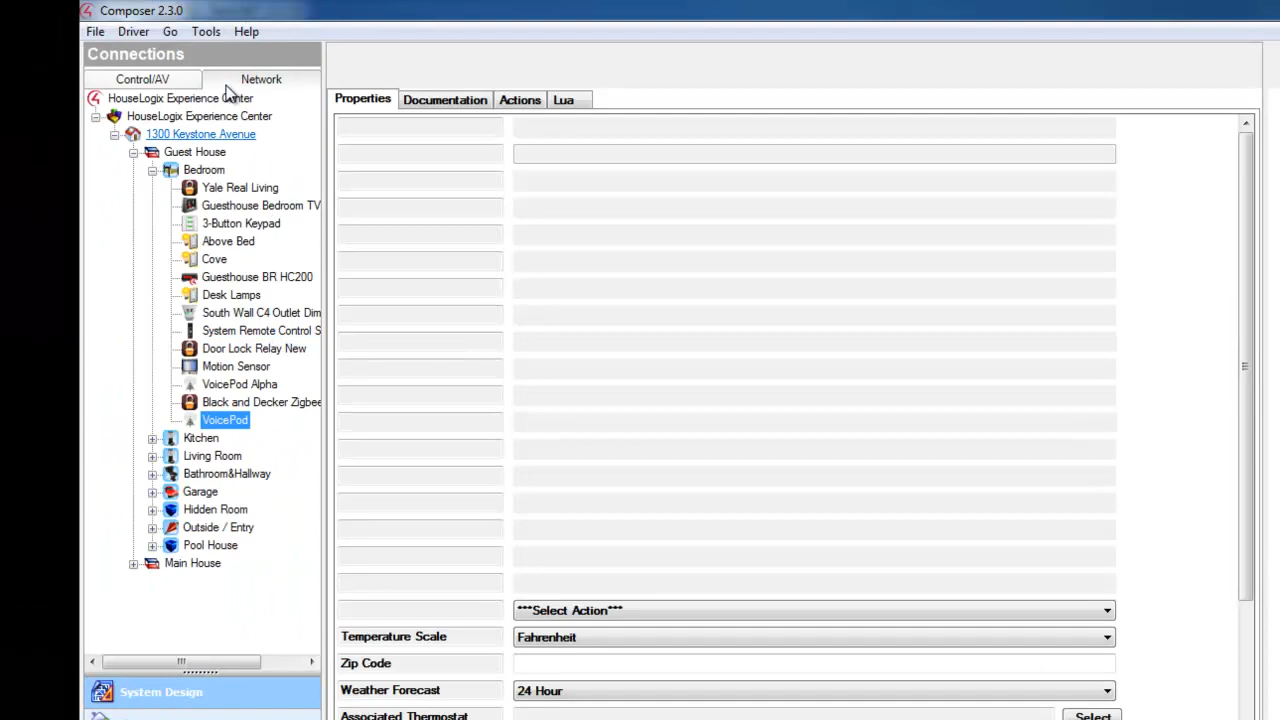 Composer 2.3.0
File Driver Go Tools Help
Connections
Control/AV Network
HouseLogix Experience Center
HouseLogix Experience Center
1300 Keystone Avenue
Guest House
Bedroom
Yale Real Living
Guesthouse Bedroom TV
3-Button Keypad
Above Bed
Cove
Guesthouse BR HC200
Desk Lamps
South Wall C4 Outlet Dim
System Remote Control S
Door Lock Relay New
Motion Sensor
VoicePod Alpha
Black and Decker Zigbee
VoicePod
Kitchen
Living Room
Bathroom&Hallway
Garage
Hidden Room
Outside / Entry
Pool House
Main House
System Design
Properties Documentation Actions Lua
***Select Action***
Temperature Scale Fahrenheit
Zip Code
Weather Forecast 24 Hour
Associated Thermostat Select